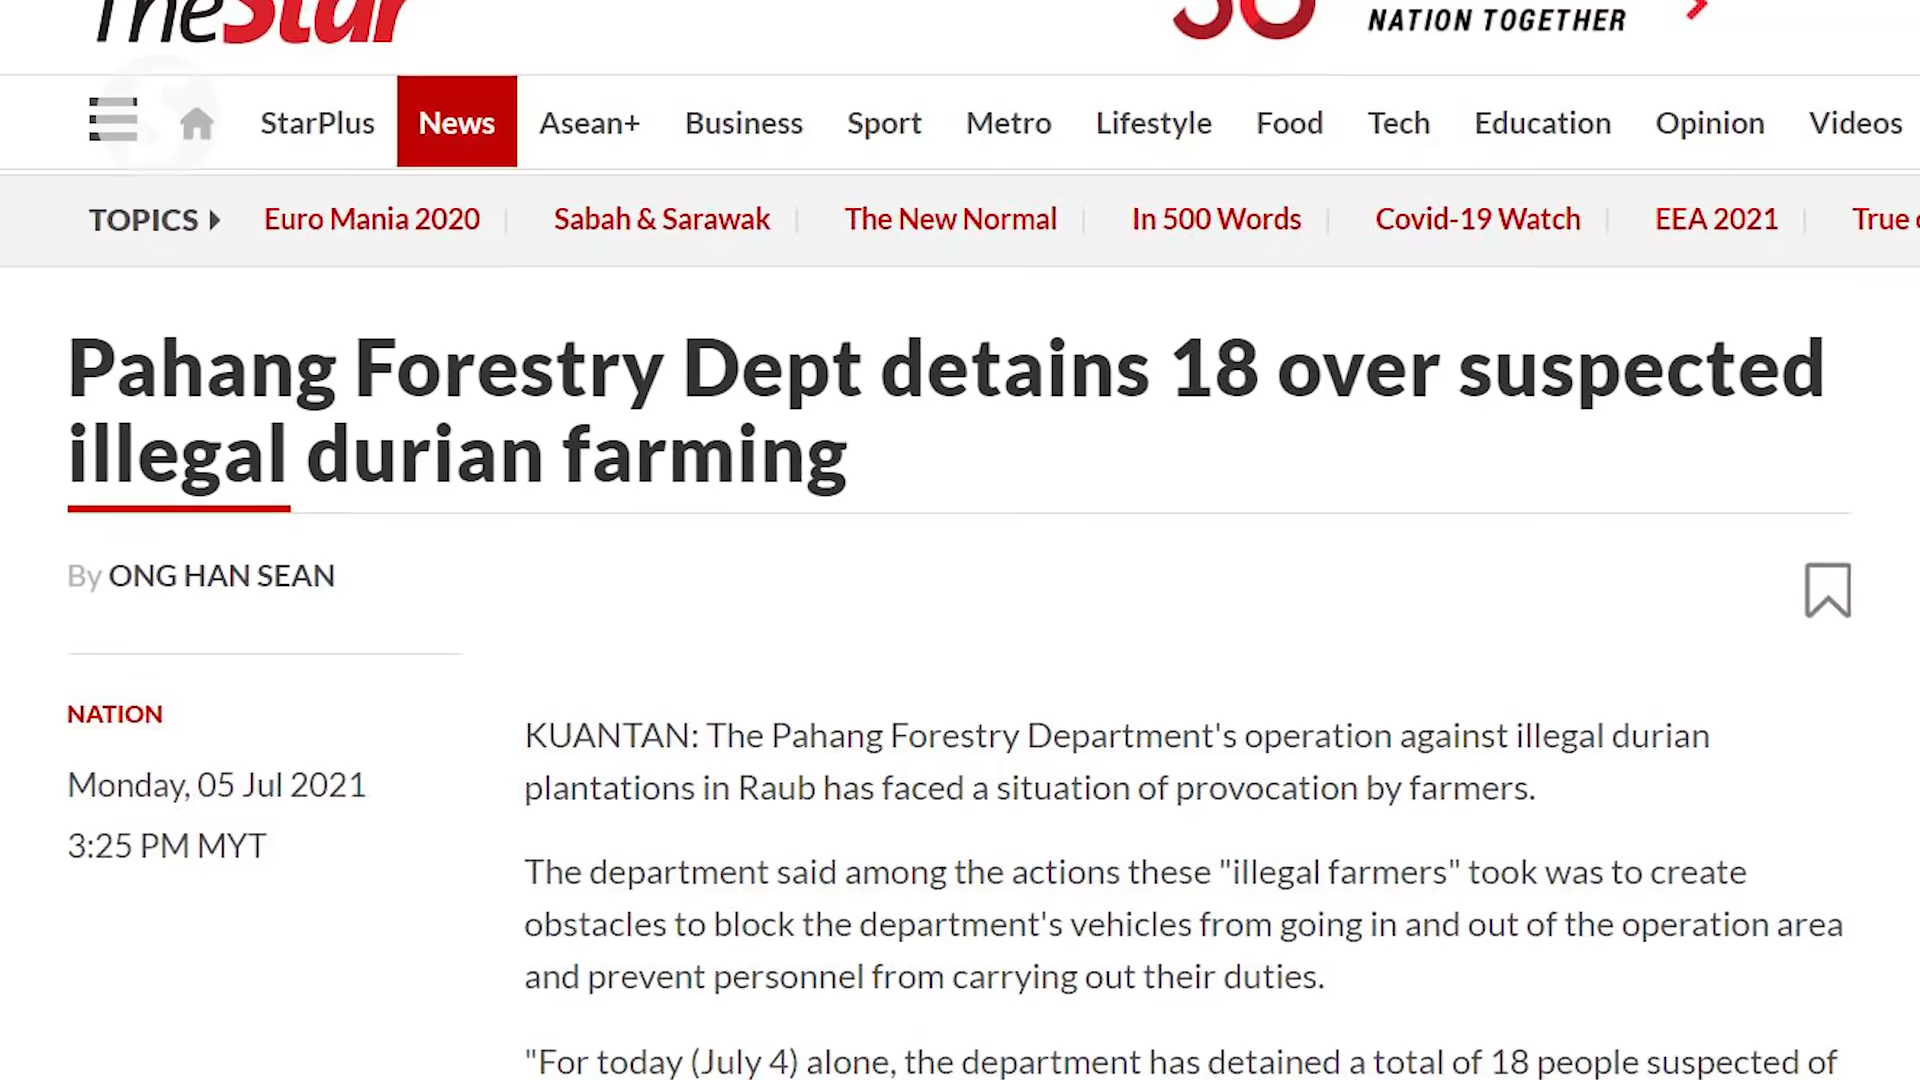 TheStar
NATION TOGETHER
StarPlus News Asean+ Business Sport Metro Lifestyle Food Tech Education Opinion Videos
TOPICS Euro Mania 2020 Sabah & Sarawak The New Normal In 500 Words Covid-19 Watch EEA 2021 True
Pahang Forestry Dept detains 18 over suspected
illegal durian farming
By ONG HAN SEAN
NATION
Monday, 05 Jul 2021
3:25 PM MYT
KUANTAN: The Pahang Forestry Department's operation against illegal durian
plantations in Raub has faced a situation of provocation by farmers.
The department said among the actions these "illegal farmers" took was to create
obstacles to block the department's vehicles from going in and out of the operation area
and prevent personnel from carrying out their duties.
"For today (July 4) alone, the department has detained a total of 18 people suspected of